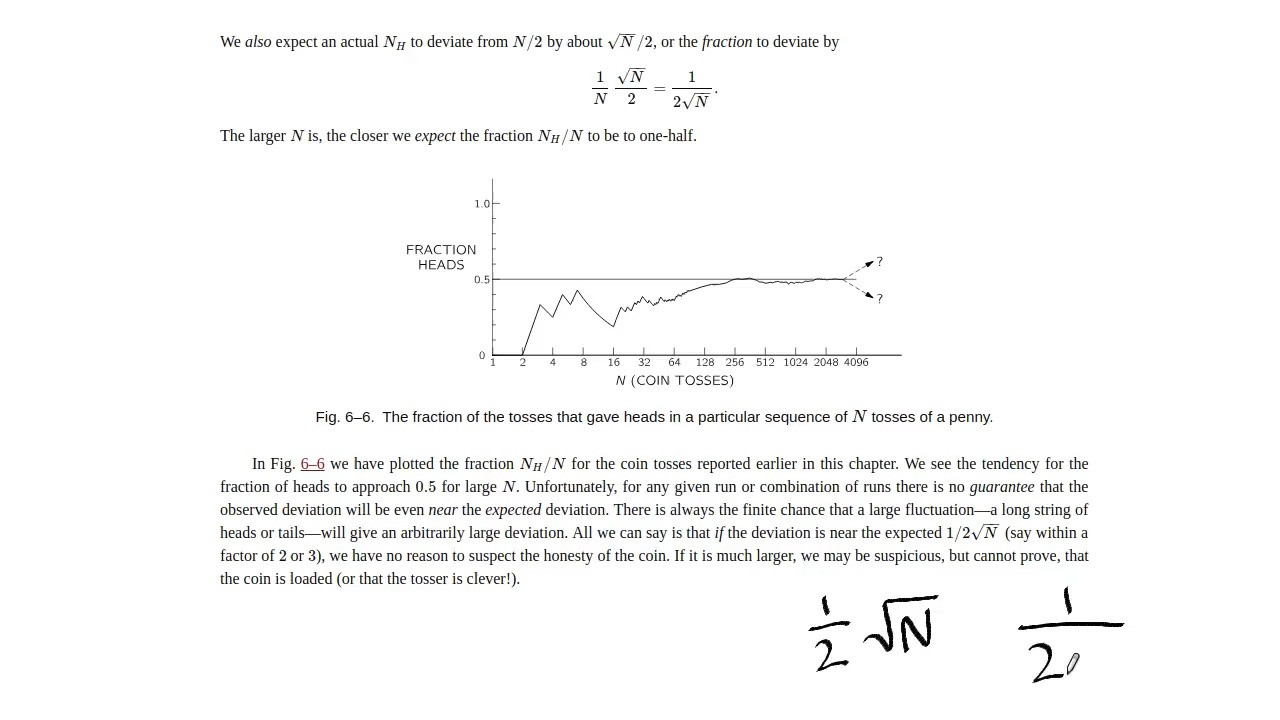 We also expect an actual N_H to deviate from N/2 by about √N/2, or the fraction to deviate by
1/N √N/2 = 1/(2√N).
The larger N is, the closer we expect the fraction N_H/N to be to one-half.
1.0
FRACTION
HEADS
0.5
?
?
0
1 2 4 8 16 32 64 128 256 512 1024 2048 4096
N (COIN TOSSES)
Fig. 6–6. The fraction of the tosses that gave heads in a particular sequence of N tosses of a penny.
In Fig. 6–6 we have plotted the fraction N_H/N for the coin tosses reported earlier in this chapter. We see the tendency for the
fraction of heads to approach 0.5 for large N. Unfortunately, for any given run or combination of runs there is no guarantee that the
observed deviation will be even near the expected deviation. There is always the finite chance that a large fluctuation—a long string of
heads or tails—will give an arbitrarily large deviation. All we can say is that if the deviation is near the expected 1/2√N (say within a
factor of 2 or 3), we have no reason to suspect the honesty of the coin. If it is much larger, we may be suspicious, but cannot prove, that
the coin is loaded (or that the tosser is clever!).
1/2 √N 1/2